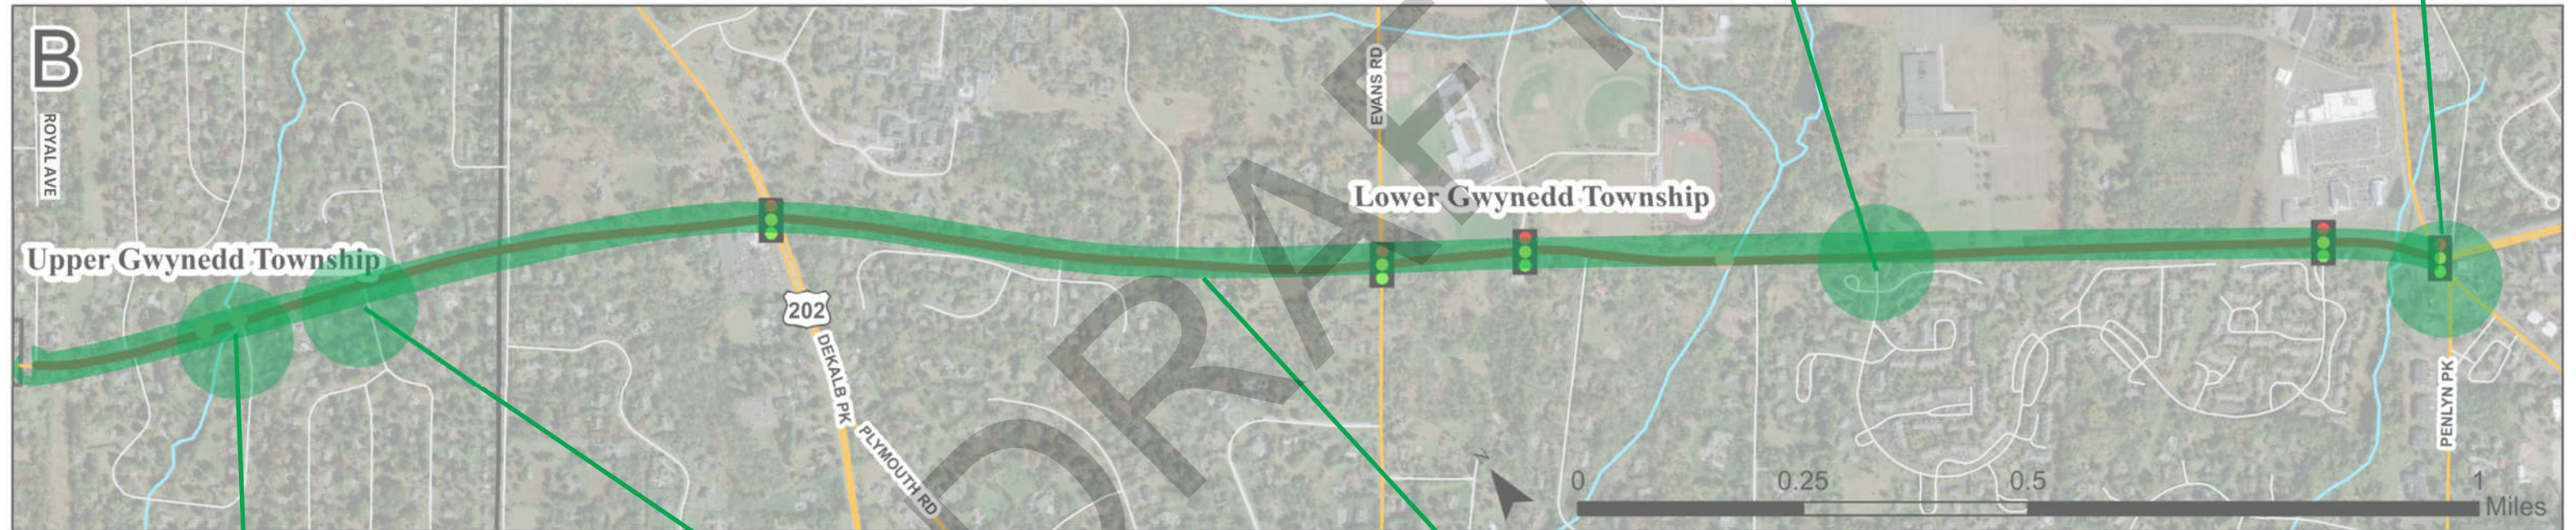 B
ROYAL AVE
EVANS RD
Lower Gwynedd Township
Upper Gwynedd Township
202
DEKALB PK
PLYMOUTH RD
PENLYN PK
DRAFT
N
0 0.25 0.5 1
Miles